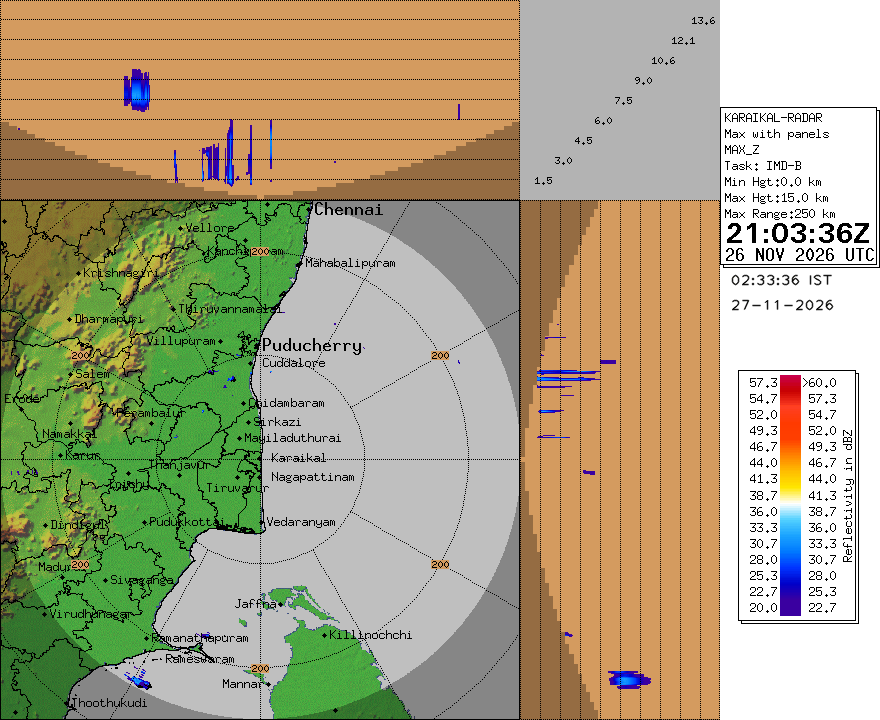 13.6
12.1
10.6
9.0
7.5
6.0
4.5
3.0
1.5
KARAIKAL-RADAR
Max with panels
MAX_Z
Task: IMD-B
Min Hgt:0.0 km
Max Hgt:15.0 km
Max Range:250 km
21:03:36Z
26 NOV 2026 UTC
02:33:36 IST
27-11-2026
Chennai
Vellore
200
Mahabalipuram
Krishnagiri
Thiruvannamalai
Dharmapuri
Villupuram
Puducherry
200
200
Cuddalore
Salem
Erode
Chidambaram
Perambalur
Sirkazi
Namakkal
Mayiladuthurai
Karur
Karaikal
Thanjavur
Nagapattinam
Tiruvarur
Dindigul
Pudukkottai
Vedaranyam
200
200
Sivaganga
Jaffna
Virudhunagar
Killinochchi
Ramanathapuram
Rameswaram
200
Mannar
Thoothukudi
57.3 >60.0
54.7 57.3
52.0 54.7
49.3 52.0
46.7 49.3
44.0 46.7
41.3 44.0
38.7 41.3
36.0 38.7
33.3 36.0
30.7 33.3
28.0 30.7
25.3 28.0
22.7 25.3
20.0 22.7
Reflectivity in dBZ